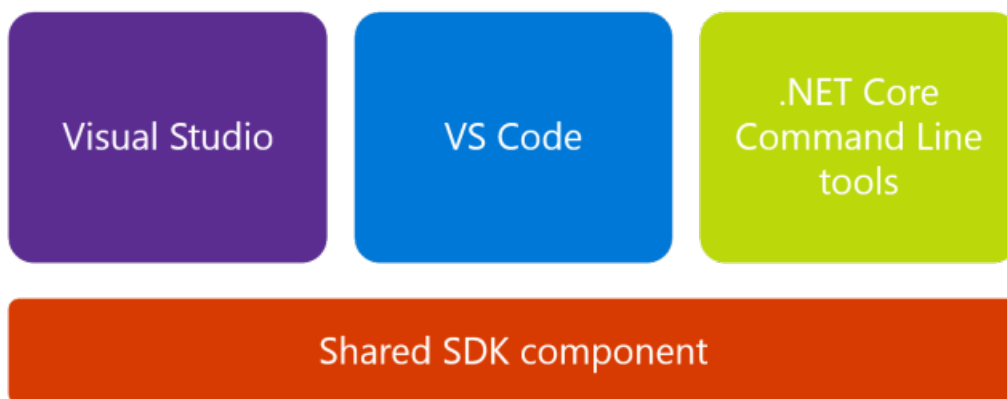 Visual Studio
VS Code
.NET Core
Command Line
tools
Shared SDK component